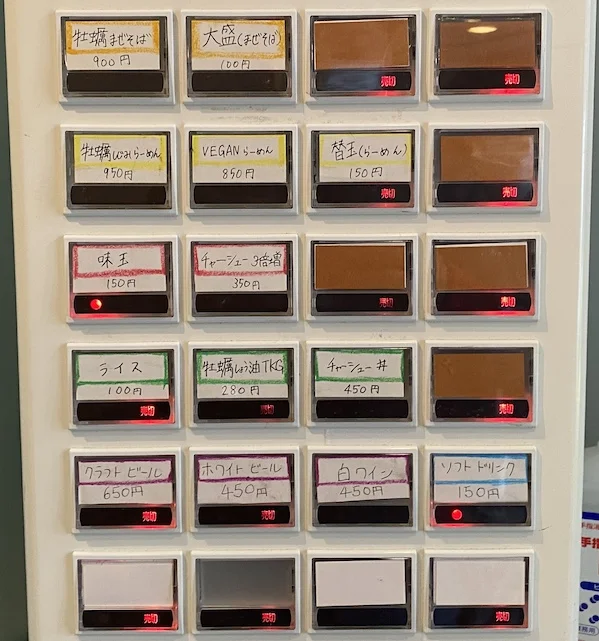 牡蠣まぜそば
900円
大盛(まぜそば)
100円
売切
売切
牡蠣しじみらーめん
950円
VEGANらーめん
850円
替玉(らーめん)
150円
売切
売切
味玉
150円
チャーシュー3倍増
350円
売切
売切
ライス
100円
売切
牡蠣しょう油TKG
280円
売切
チャーシュー丼
450円
売切
クラフトビール
650円
売切
ホワイトビール
450円
売切
白ワイン
450円
ソフトドリンク
150円
売切
売切
売切
手指